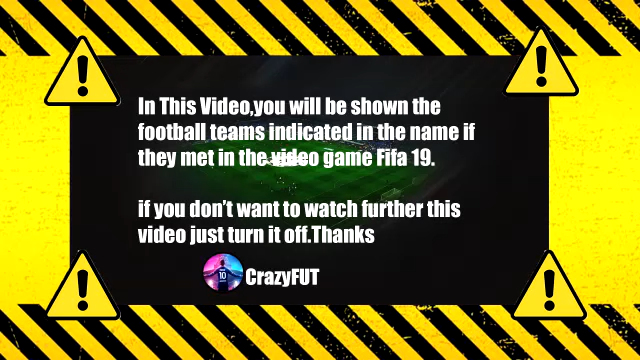 In This Video,you will be shown the
football teams indicated in the name if
they met in the video game Fifa 19.
if you don't want to watch further this
video just turn it off.Thanks
10
CrazyFUT